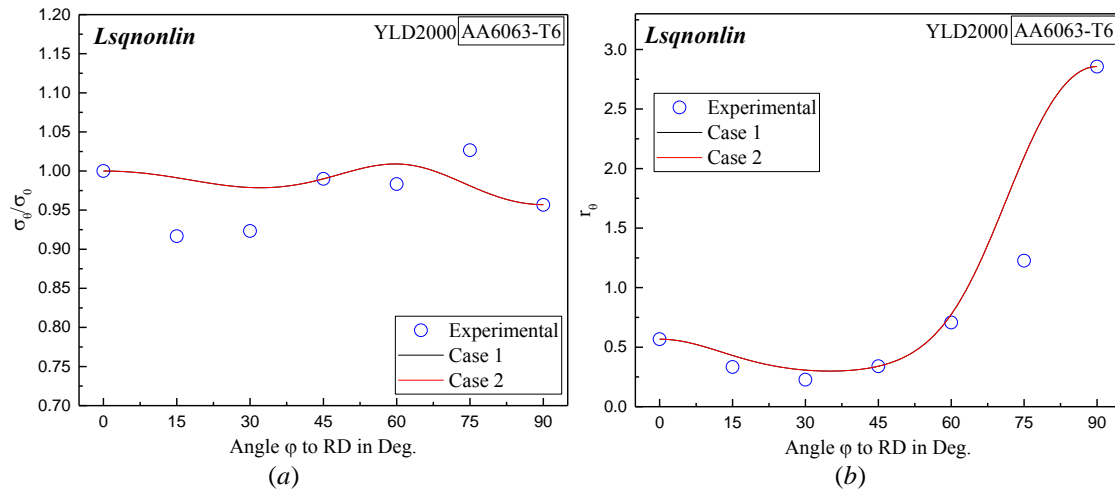 Lsqnonlin YLD2000 AA6063-T6
1.20
1.15
1.10
1.05
1.00
0.95
0.90
0.85
0.80
0.75
0.70
σθ/σ0
Experimental
Case 1
Case 2
0 15 30 45 60 75 90
Angle φ to RD in Deg.
(a)
Lsqnonlin YLD2000 AA6063-T6
3.0
2.5
2.0
1.5
1.0
0.5
0.0
rθ
Experimental
Case 1
Case 2
0 15 30 45 60 75 90
Angle φ to RD in Deg.
(b)